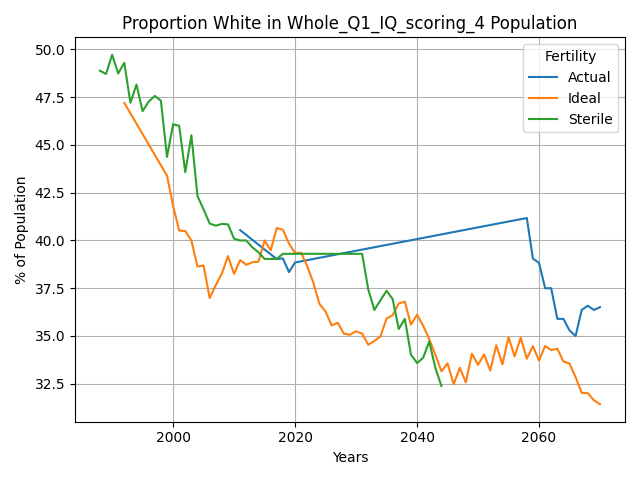 Proportion White in Whole_Q1_IQ_scoring_4 Population
% of Population
50.0
47.5
45.0
42.5
40.0
37.5
35.0
32.5
Fertility
Actual
Ideal
Sterile
2000
2020
2040
2060
Years